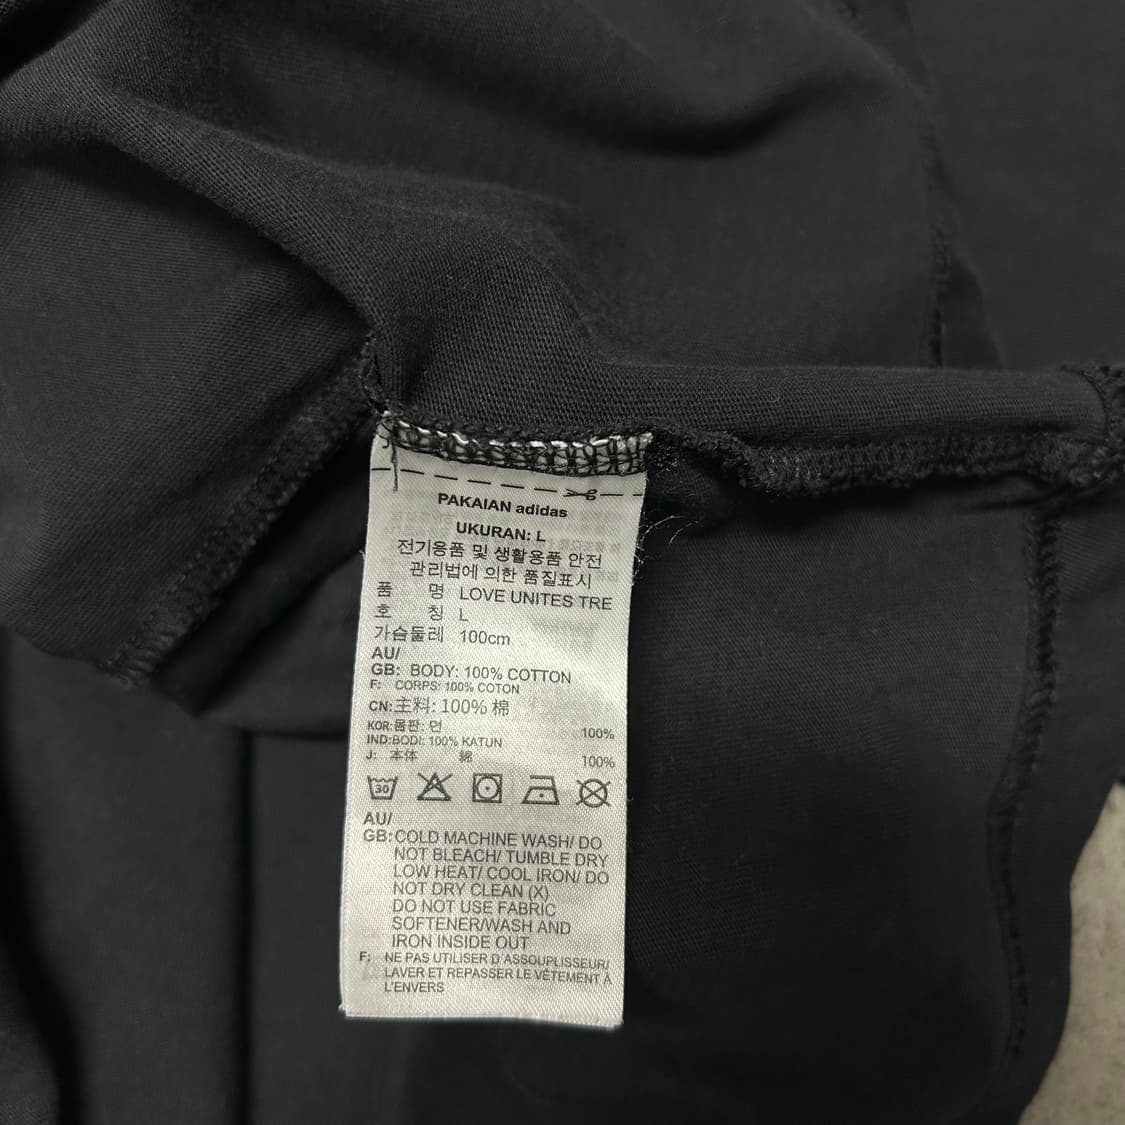 PAKAIAN adidas
UKURAN: L
전기용품 및 생활용품 안전
관리법에 의한 품질표시
품 명 LOVE UNITES TRE
호 칭 L
가슴둘레 100cm
AU/
GB: BODY: 100% COTTON
F: CORPS: 100% COTON
CN:主料: 100% 棉
KOR:몸판: 면 100%
IND:BODI: 100% KATUN
J: 本体 綿 100%
30
AU/
GB:COLD MACHINE WASH/ DO
NOT BLEACH/ TUMBLE DRY
LOW HEAT/ COOL IRON/ DO
NOT DRY CLEAN (X)
DO NOT USE FABRIC
SOFTENER/WASH AND
IRON INSIDE OUT
F: NE PAS UTILISER D'ASSOUPLISSEUR/
LAVER ET REPASSER LE VÊTEMENT À
L'ENVERS